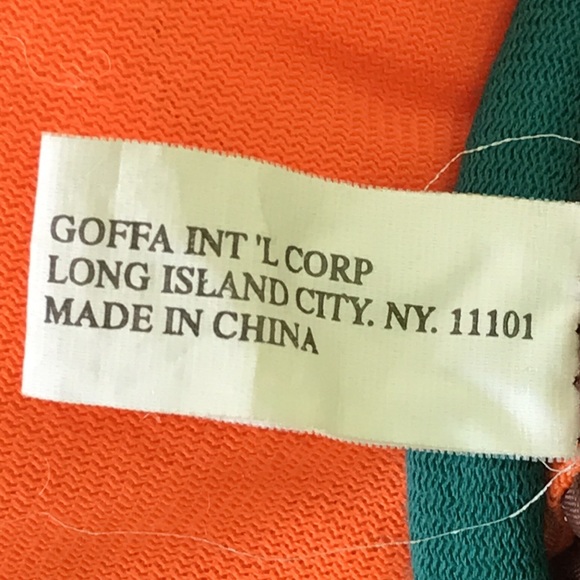 GOFFA INT 'L CORP
LONG ISLAND CITY. NY. 11101
MADE IN CHINA